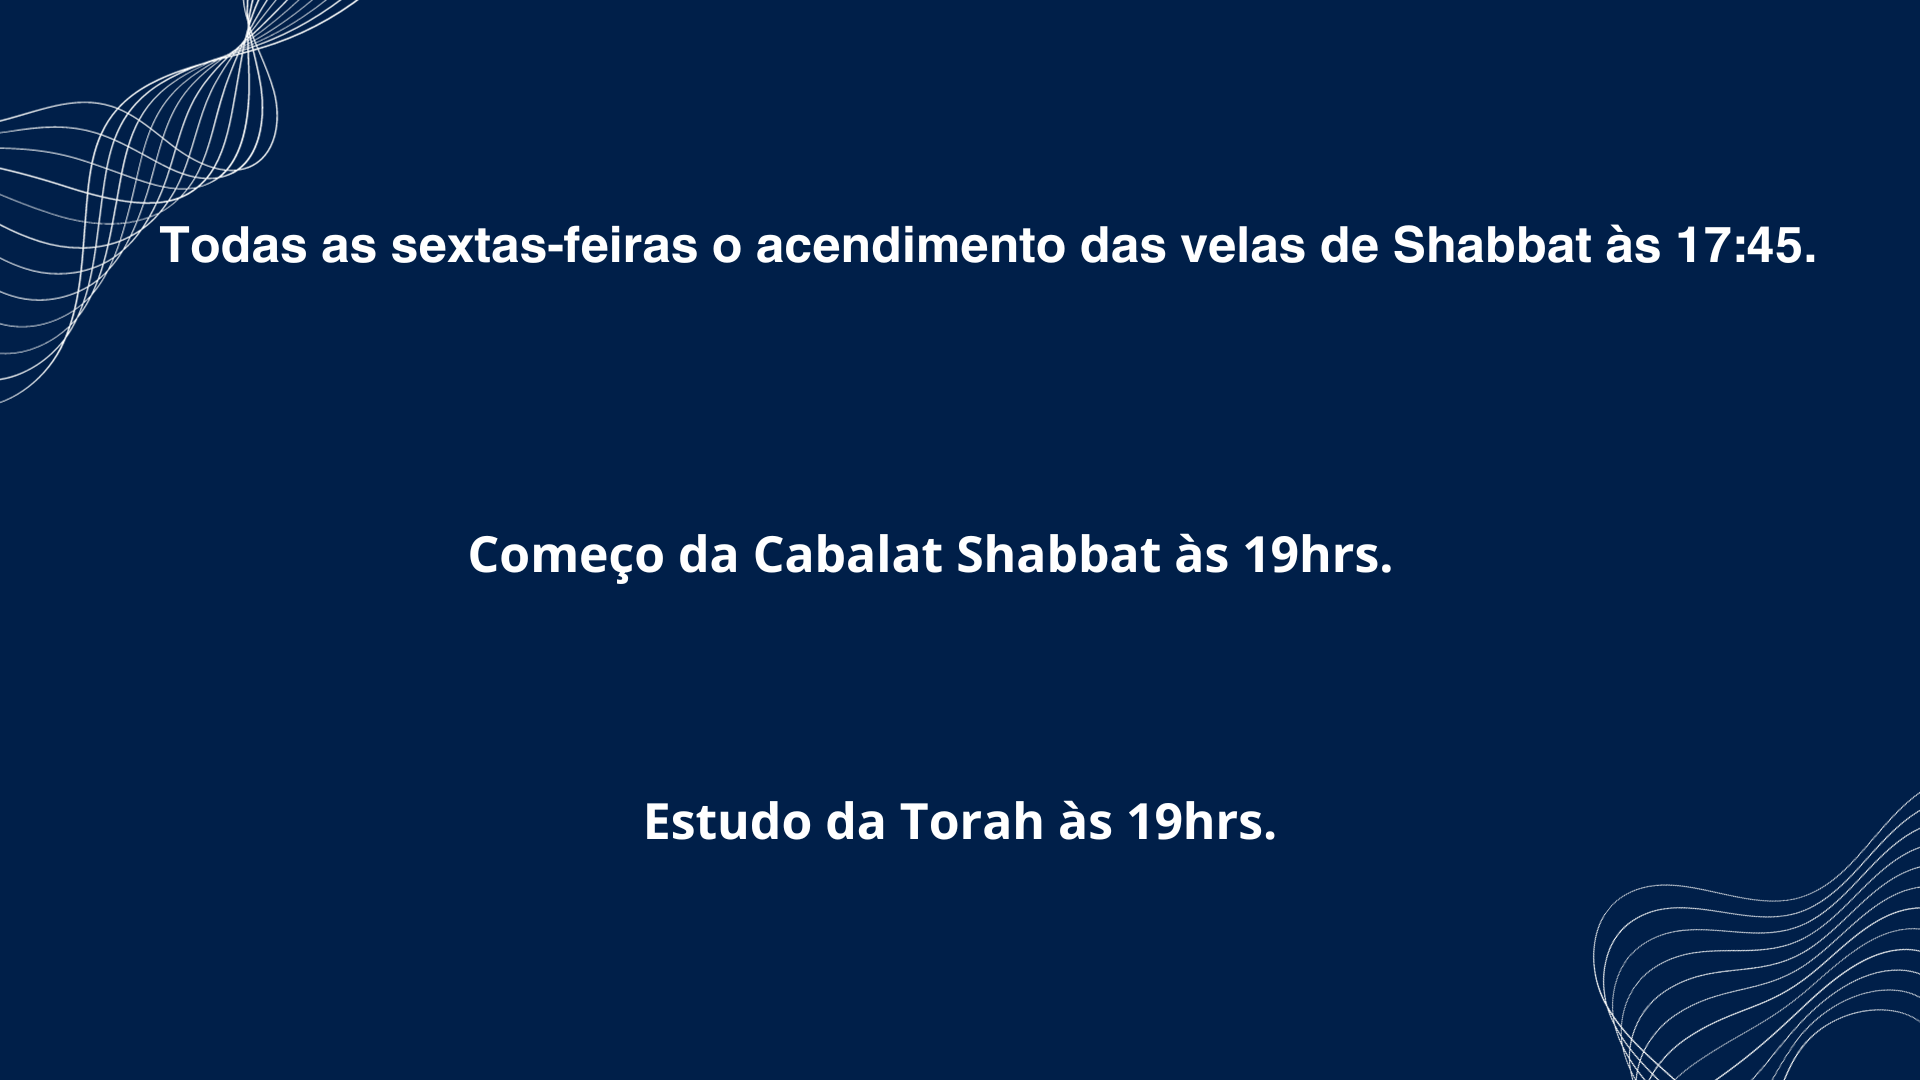 Todas as sextas-feiras o acendimento das velas de Shabbat às 17:45.
Começo da Cabalat Shabbat às 19hrs.
Estudo da Torah às 19hrs.